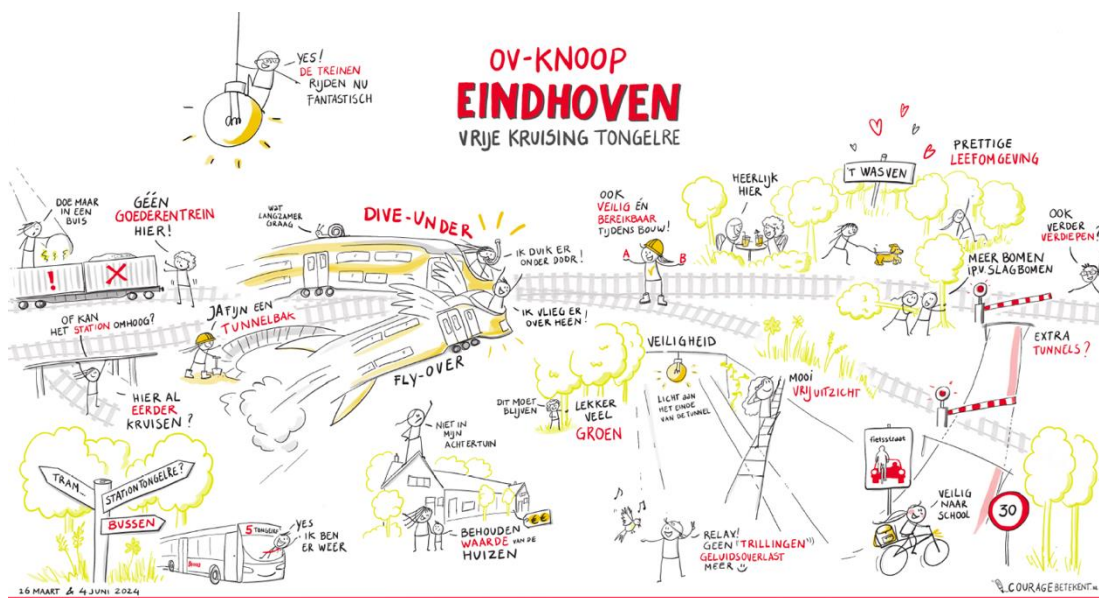 YES!
DE TREINEN
RIJDEN NU
FANTASTISCH
OV-KNOOP
EINDHOVEN
VRIJE KRUISING TONGELRE
DOE MAAR
IN EEN
BUIS
GÉÉN
GOEDERENTREIN
HIER!
!
X
WAT
LANGZAMER
GRAAG
DIVE-UNDER
IK DUIK ER
ONDER DOOR!
IK VLIEG ER
OVER HEEN!
FLY-OVER
OOK
VEILIG ÉN
BEREIKBAAR
TIJDENS BOUW!
A
B
HEERLIJK
HIER
'T WASVEN
PRETTIGE
LEEFOMGEVING
OOK
VERDER
VERDIEPEN!
MEER BOMEN
I.P.V. SLAGBOMEN
EXTRA
TUNNELS?
OF KAN
HET STATION OMHOOG?
JA FIJN EEN
TUNNELBAK
HIER AL
EERDER
KRUISEN?
NIET IN
MIJN
ACHTERTUIN
DIT MOET
BLIJVEN
LEKKER
VEEL
GROEN
VEILIGHEID
LICHT AAN
HET EINDE
VAN DE TUNNEL
MOOI
VRIJ UITZICHT
TRAM
STATION TONGELRE?
BUSSEN
5 TONGELRE
YES
IK BEN
ER WEER
€€
BEHOUDEN
WAARDE VAN DE
HUIZEN
RELAX!
GEEN "TRILLINGEN"
GELUIDSOVERLAST
MEER
fietsstraat
VEILIG
NAAR
SCHOOL
30
16 MAART & 4 JUNI 2024
COURAGEBETEKENT.NL